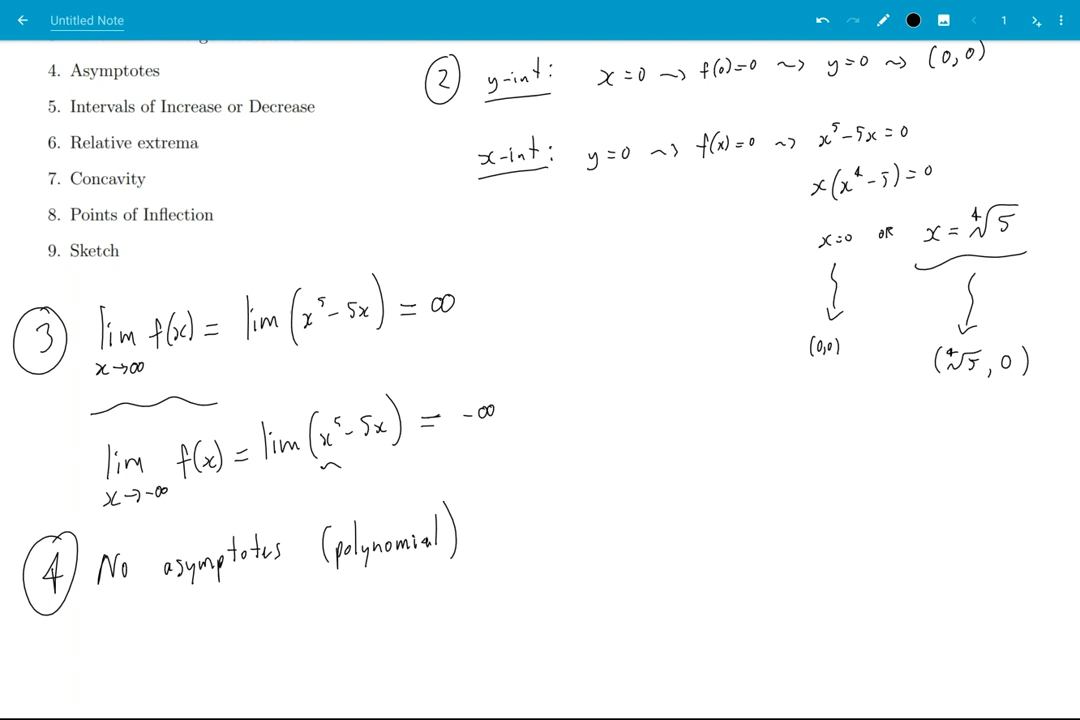 Untitled Note
1
4. Asymptotes
5. Intervals of Increase or Decrease
6. Relative extrema
7. Concavity
8. Points of Inflection
9. Sketch
② y-int: x=0 ⇝ f(0)=0 ⇝ y=0 ⇝ (0,0)
x-int: y=0 ⇝ f(x)=0 ⇝ x⁵-5x=0
x(x⁴-5)=0
x=0 OR x=∜5
(0,0) (∜5, 0)
③ lim f(x) = lim(x⁵-5x) = ∞
x→∞
lim f(x) = lim(x⁵-5x) = -∞
x→-∞
④ No asymptotes (polynomial)